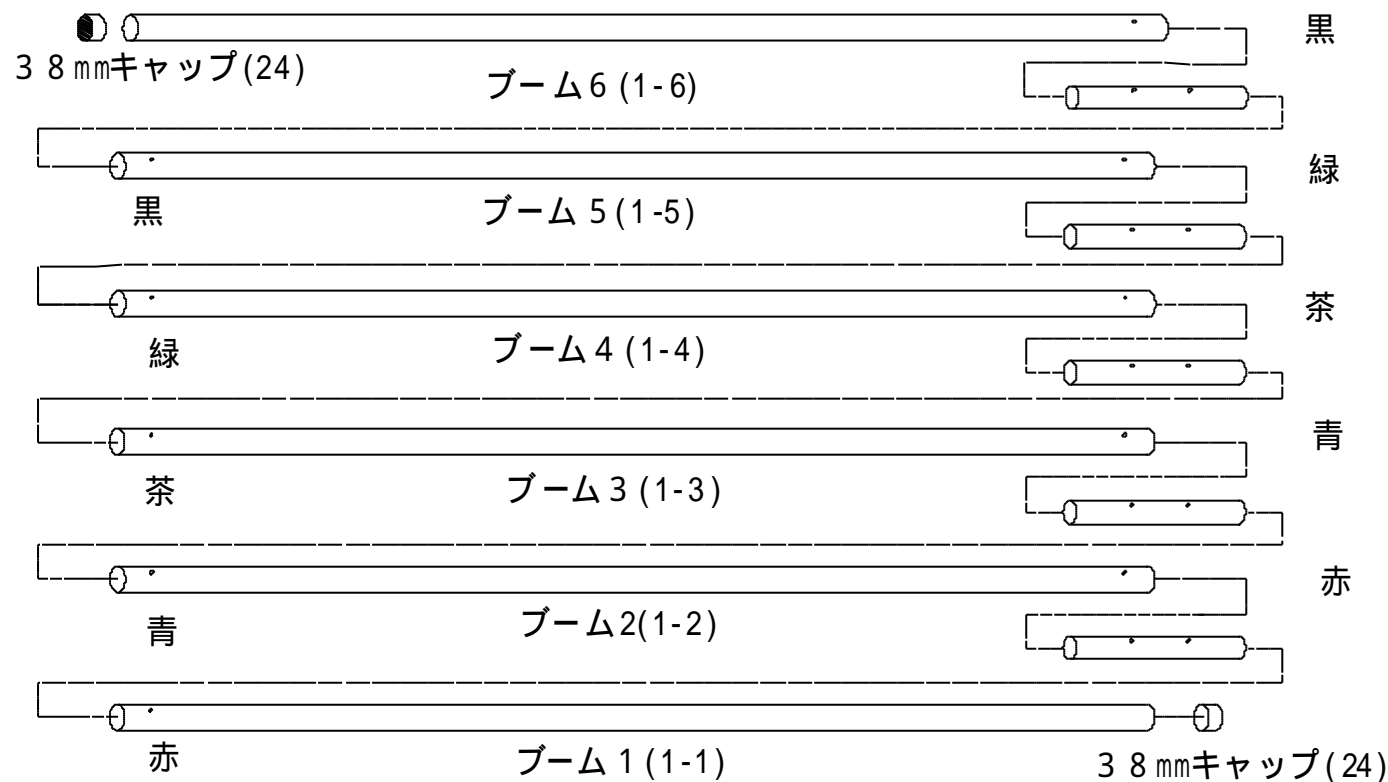 黒
38mmキャップ(24)
ブーム6(1-6)
緑
黒
ブーム5(1-5)
茶
緑
ブーム4(1-4)
青
茶
ブーム3(1-3)
赤
青
ブーム2(1-2)
赤
ブーム1(1-1)
38mmキャップ(24)